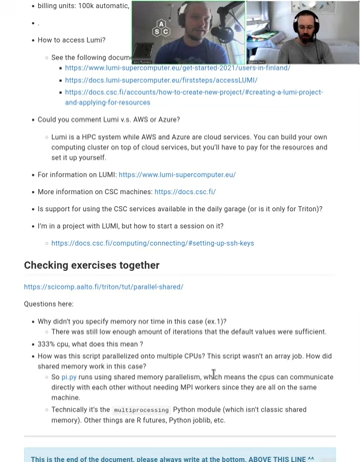 billing units: 100k automatic,
.
How to access Lumi?
See the following docum
https://www.lumi-supercomputer.eu/get-started-2021/users-in-finland/
https://docs.lumi-supercomputer.eu/firststeps/accessLUMI/
https://docs.csc.fi/accounts/how-to-create-new-project/#creating-a-lumi-project-
and-applying-for-resources
Could you comment Lumi v.s. AWS or Azure?
Lumi is a HPC system while AWS and Azure are cloud services. You can build your own
computing cluster on top of cloud services, but you'll have to pay for the resources and
set it up yourself.
For information on LUMI: https://www.lumi-supercomputer.eu/
More information on CSC machines: https://docs.csc.fi/
Is support for using the CSC services available in the daily garage (or is it only for Triton)?
I'm in a project with LUMI, but how to start a session on it?
https://docs.csc.fi/computing/connecting/#setting-up-ssh-keys
Checking exercises together
https://scicomp.aalto.fi/triton/tut/parallel-shared/
Questions here:
Why didn't you specify memory nor time in this case (ex.1)?
There was still low enough amount of iterations that the default values were sufficient.
333% cpu, what does this mean ?
How was this script parallelized onto multiple CPUs? This script wasn't an array job. How did
shared memory work in this case?
So pi.py runs using shared memory parallelism, which means the cpus can communicate
directly with each other without needing MPI workers since they are all on the same
machine.
Technically it's the multiprocessing Python module (which isn't classic shared
memory). Other things are R futures, Python joblib, etc.
This is the end of the document, please always write at the bottom, ABOVE THIS LINE ^^
A
S C